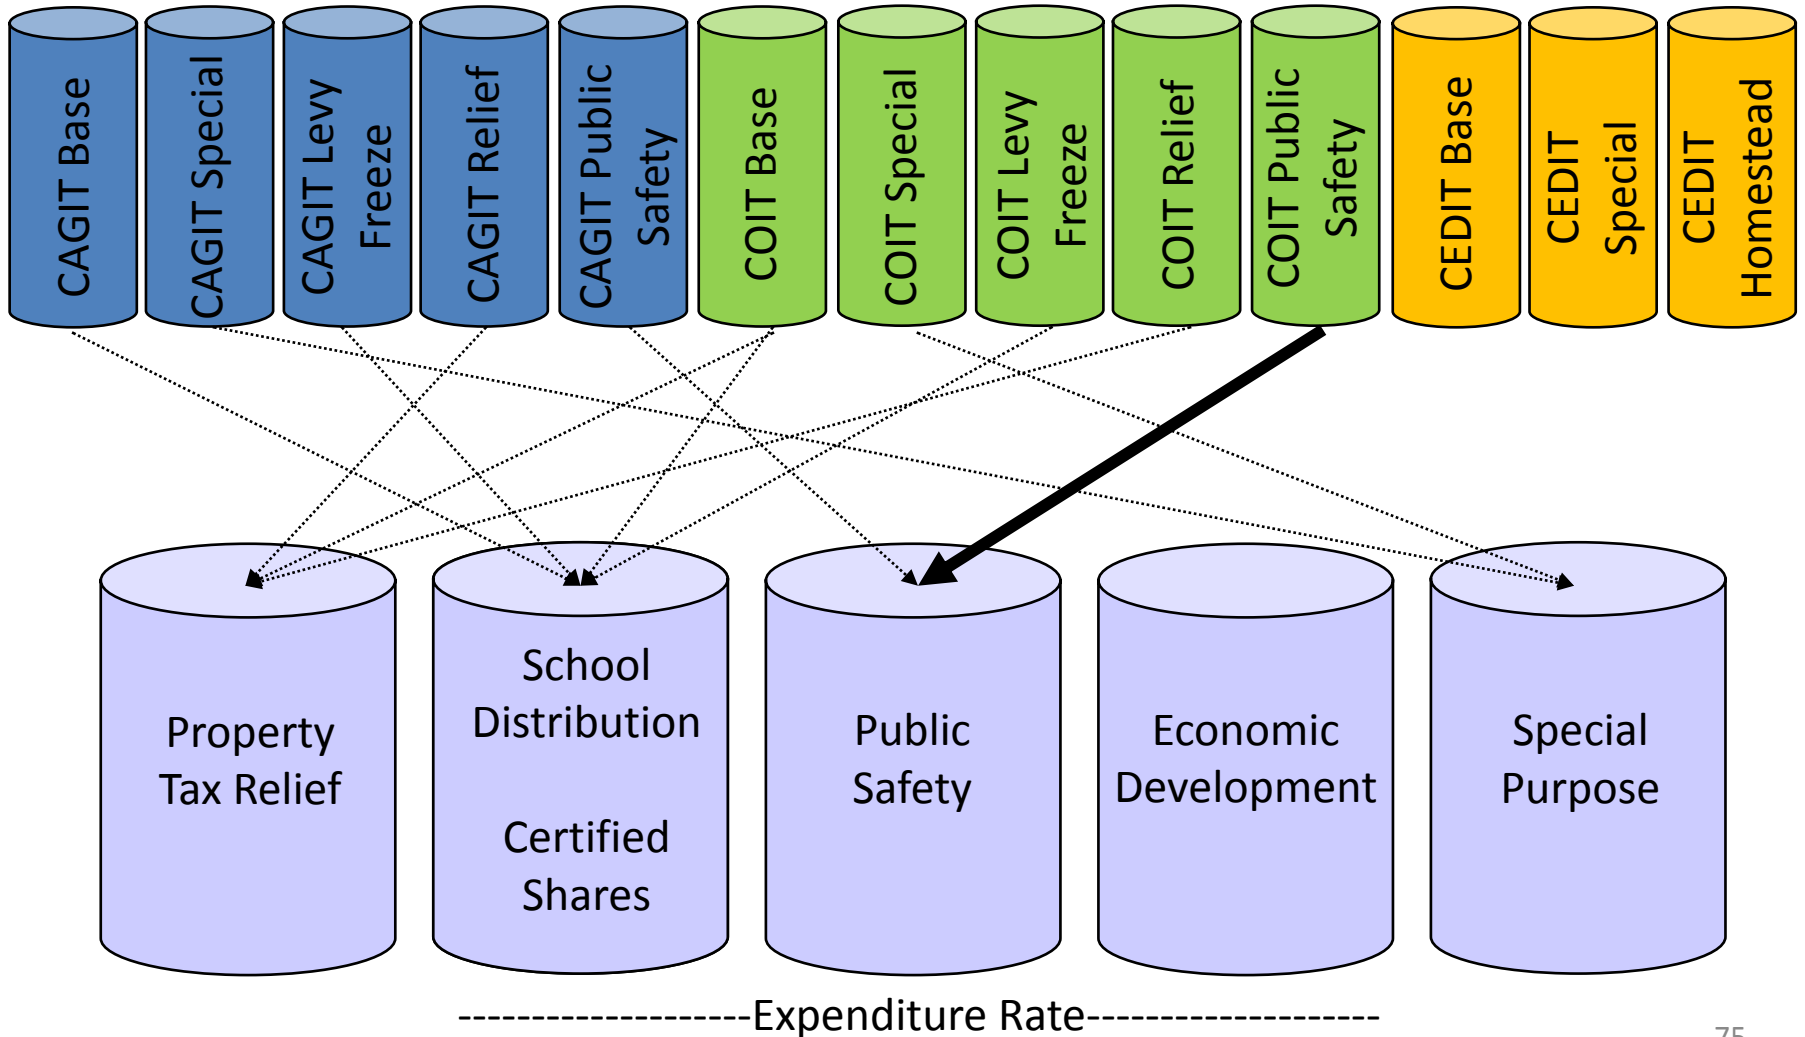 CAGIT Base
CAGIT Special
CAGIT Levy
Freeze
CAGIT Relief
CAGIT Public
Safety
COIT Base
COIT Special
COIT Levy
Freeze
COIT Relief
COIT Public
Safety
CEDIT Base
CEDIT
Special
CEDIT
Homestead
Property
Tax Relief
School
Distribution
Certified
Shares
Public
Safety
Economic
Development
Special
Purpose
--------------------Expenditure Rate--------------------
75